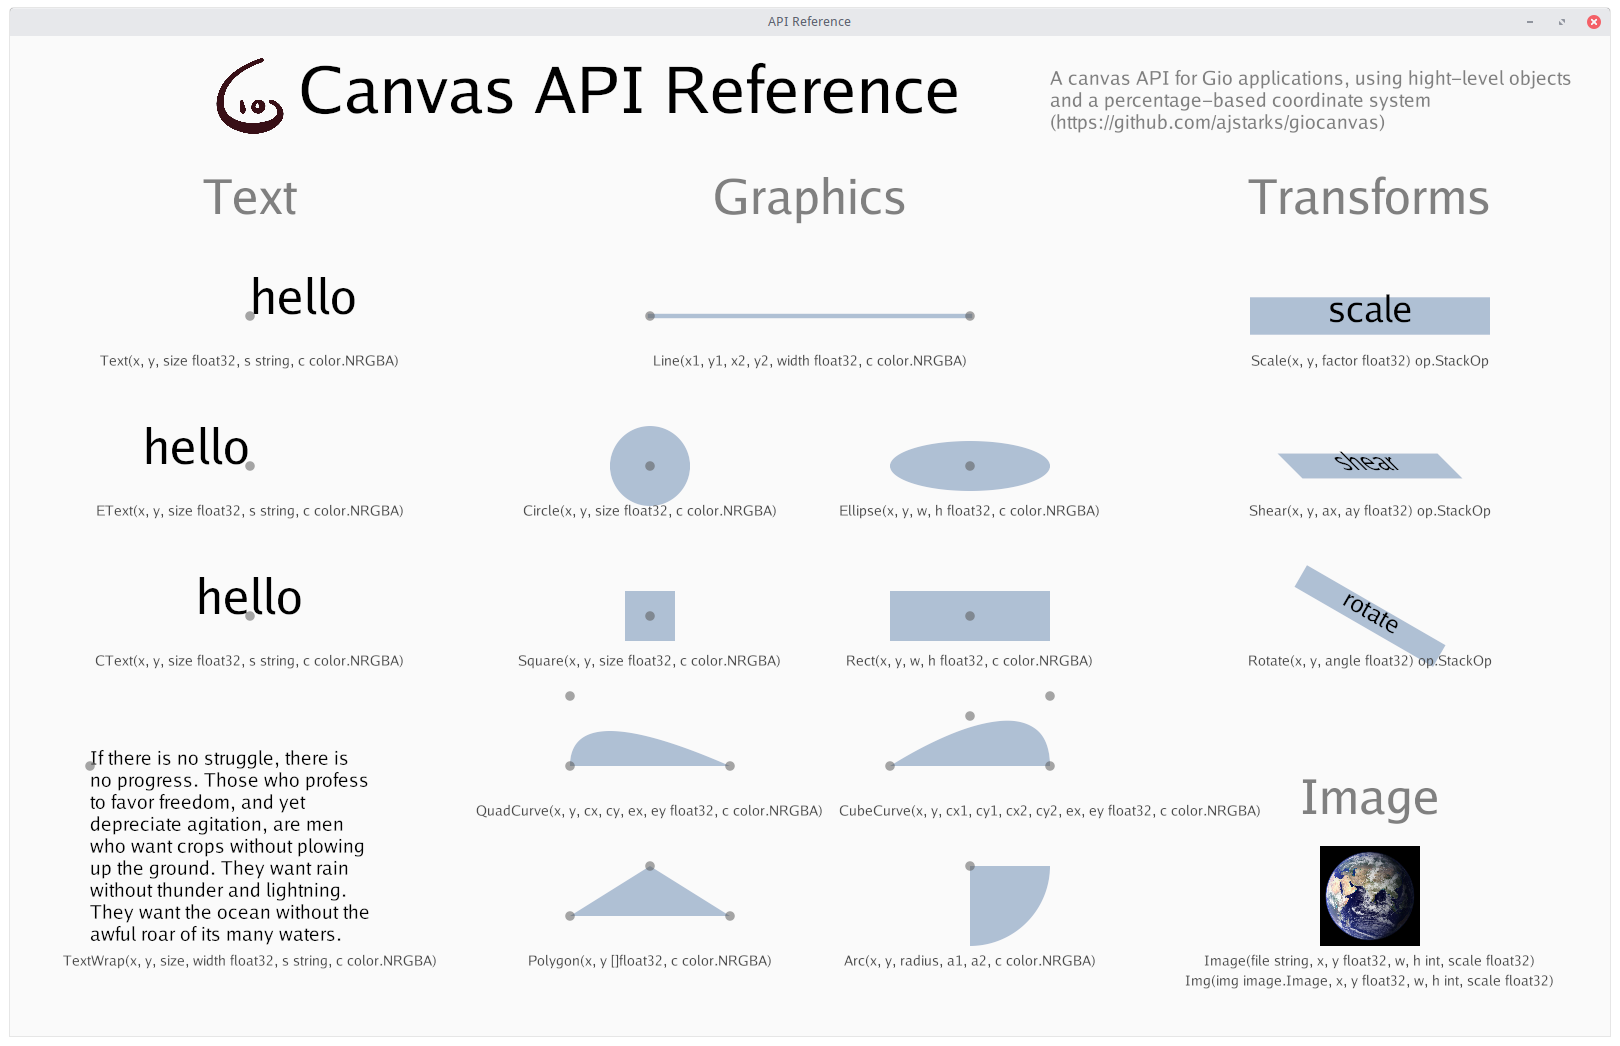 API Reference
Canvas API Reference
A canvas API for Gio applications, using hight-level objects
and a percentage-based coordinate system
(https://github.com/ajstarks/giocanvas)
Text
Graphics
Transforms
hello
Text(x, y, size float32, s string, c color.NRGBA)
Line(x1, y1, x2, y2, width float32, c color.NRGBA)
scale
Scale(x, y, factor float32) op.StackOp
hello
EText(x, y, size float32, s string, c color.NRGBA)
Circle(x, y, size float32, c color.NRGBA)
Ellipse(x, y, w, h float32, c color.NRGBA)
shear
Shear(x, y, ax, ay float32) op.StackOp
hello
CText(x, y, size float32, s string, c color.NRGBA)
Square(x, y, size float32, c color.NRGBA)
Rect(x, y, w, h float32, c color.NRGBA)
rotate
Rotate(x, y, angle float32) op.StackOp
If there is no struggle, there is
no progress. Those who profess
to favor freedom, and yet
depreciate agitation, are men
who want crops without plowing
up the ground. They want rain
without thunder and lightning.
They want the ocean without the
awful roar of its many waters.
TextWrap(x, y, size, width float32, s string, c color.NRGBA)
QuadCurve(x, y, cx, cy, ex, ey float32, c color.NRGBA)
CubeCurve(x, y, cx1, cy1, cx2, cy2, ex, ey float32, c color.NRGBA)
Polygon(x, y []float32, c color.NRGBA)
Arc(x, y, radius, a1, a2, c color.NRGBA)
Image
Image(file string, x, y float32, w, h int, scale float32)
Img(img image.Image, x, y float32, w, h int, scale float32)